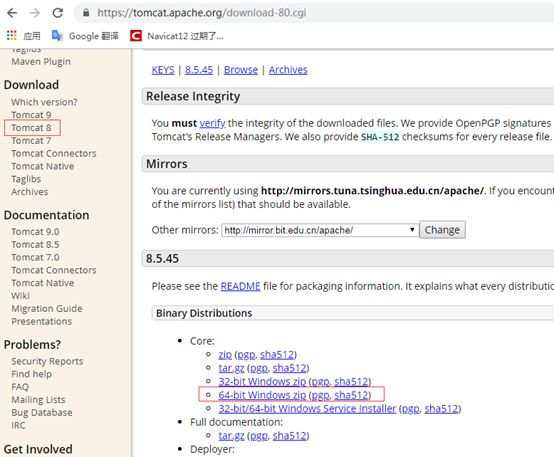 https://tomcat.apache.org/download-80.cgi
应用 Google 翻译 Navicat12 过期了...
Taglibs
Maven Plugin
Download
Which version?
Tomcat 9
Tomcat 8
Tomcat 7
Tomcat Connectors
Tomcat Native
Taglibs
Archives
Documentation
Tomcat 9.0
Tomcat 8.5
Tomcat 7.0
Tomcat Connectors
Tomcat Native
Wiki
Migration Guide
Presentations
Problems?
Security Reports
Find help
FAQ
Mailing Lists
Bug Database
IRC
Get Involved
KEYS | 8.5.45 | Browse | Archives
Release Integrity
You must verify the integrity of the downloaded files. We provide OpenPGP signatures
Tomcat's Release Managers. We also provide SHA-512 checksums for every release file.
Mirrors
You are currently using http://mirrors.tuna.tsinghua.edu.cn/apache/. If you encount
of the mirrors list) that should be available.
Other mirrors: http://mirror.bit.edu.cn/apache/ Change
8.5.45
Please see the README file for packaging information. It explains what every distributio
Binary Distributions
Core:
zip (pgp, sha512)
tar.gz (pgp, sha512)
32-bit Windows zip (pgp, sha512)
64-bit Windows zip (pgp, sha512)
32-bit/64-bit Windows Service Installer (pgp, sha512)
Full documentation:
tar.gz (pgp, sha512)
Deployer: